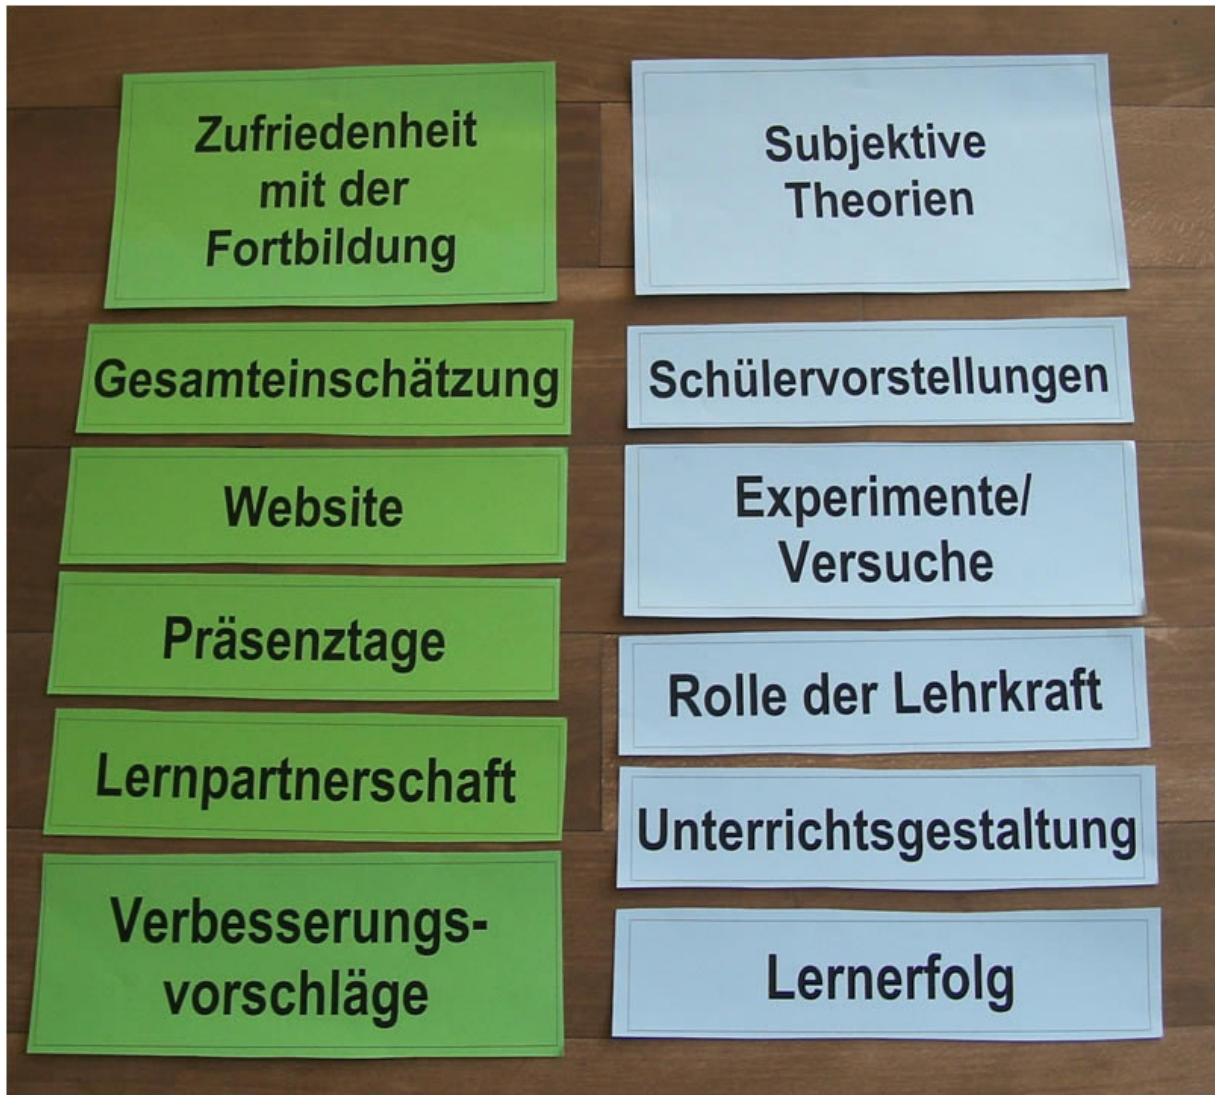 Zufriedenheit
mit der
Fortbildung
Gesamteinschätzung
Website
Präsenztage
Lernpartnerschaft
Verbesserungs-
vorschläge
Subjektive
Theorien
Schülervorstellungen
Experimente/
Versuche
Rolle der Lehrkraft
Unterrichtsgestaltung
Lernerfolg